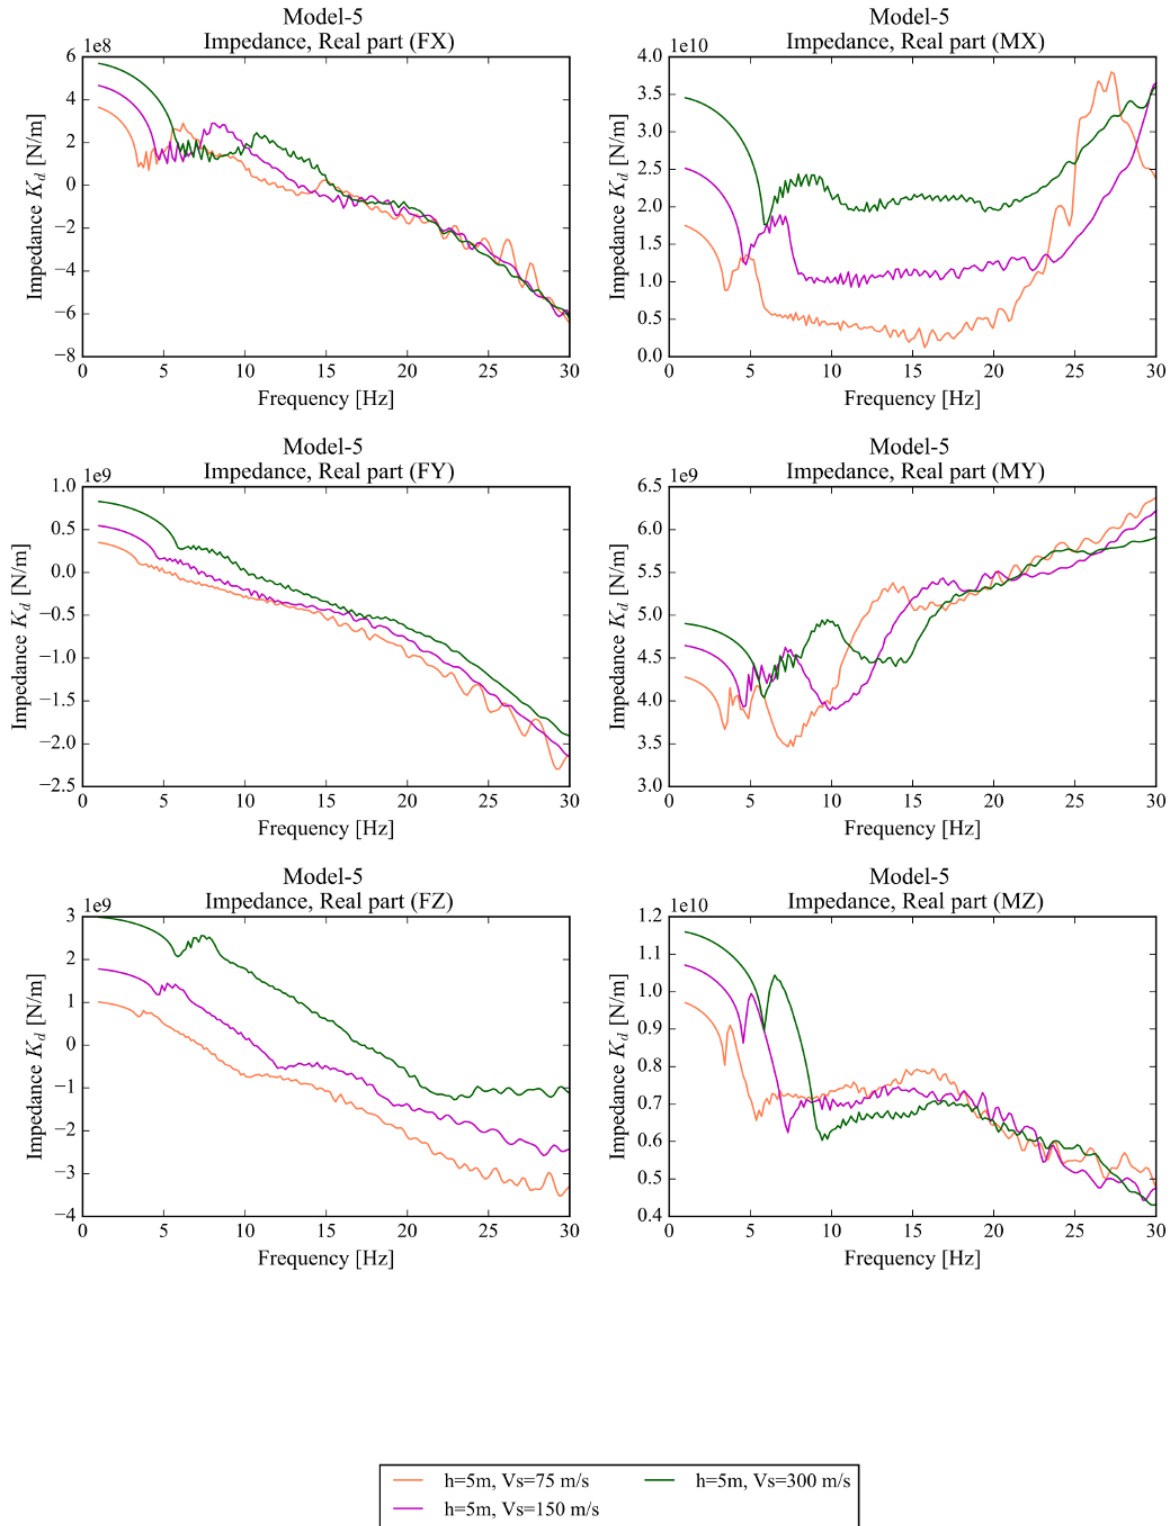 Model-5
Impedance, Real part (FX)
1e8
6
4
2
0
−2
−4
−6
−8
Impedance K_d [N/m]
0 5 10 15 20 25 30
Frequency [Hz]
Model-5
Impedance, Real part (MX)
1e10
4.0
3.5
3.0
2.5
2.0
1.5
1.0
0.5
0.0
Impedance K_d [N/m]
0 5 10 15 20 25 30
Frequency [Hz]
Model-5
Impedance, Real part (FY)
1e9
1.0
0.5
0.0
−0.5
−1.0
−1.5
−2.0
−2.5
Impedance K_d [N/m]
0 5 10 15 20 25 30
Frequency [Hz]
Model-5
Impedance, Real part (MY)
1e9
6.5
6.0
5.5
5.0
4.5
4.0
3.5
3.0
Impedance K_d [N/m]
0 5 10 15 20 25 30
Frequency [Hz]
Model-5
Impedance, Real part (FZ)
1e9
3
2
1
0
−1
−2
−3
−4
Impedance K_d [N/m]
0 5 10 15 20 25 30
Frequency [Hz]
Model-5
Impedance, Real part (MZ)
1e10
1.2
1.1
1.0
0.9
0.8
0.7
0.6
0.5
0.4
Impedance K_d [N/m]
0 5 10 15 20 25 30
Frequency [Hz]
h=5m, Vs=75 m/s
h=5m, Vs=150 m/s
h=5m, Vs=300 m/s